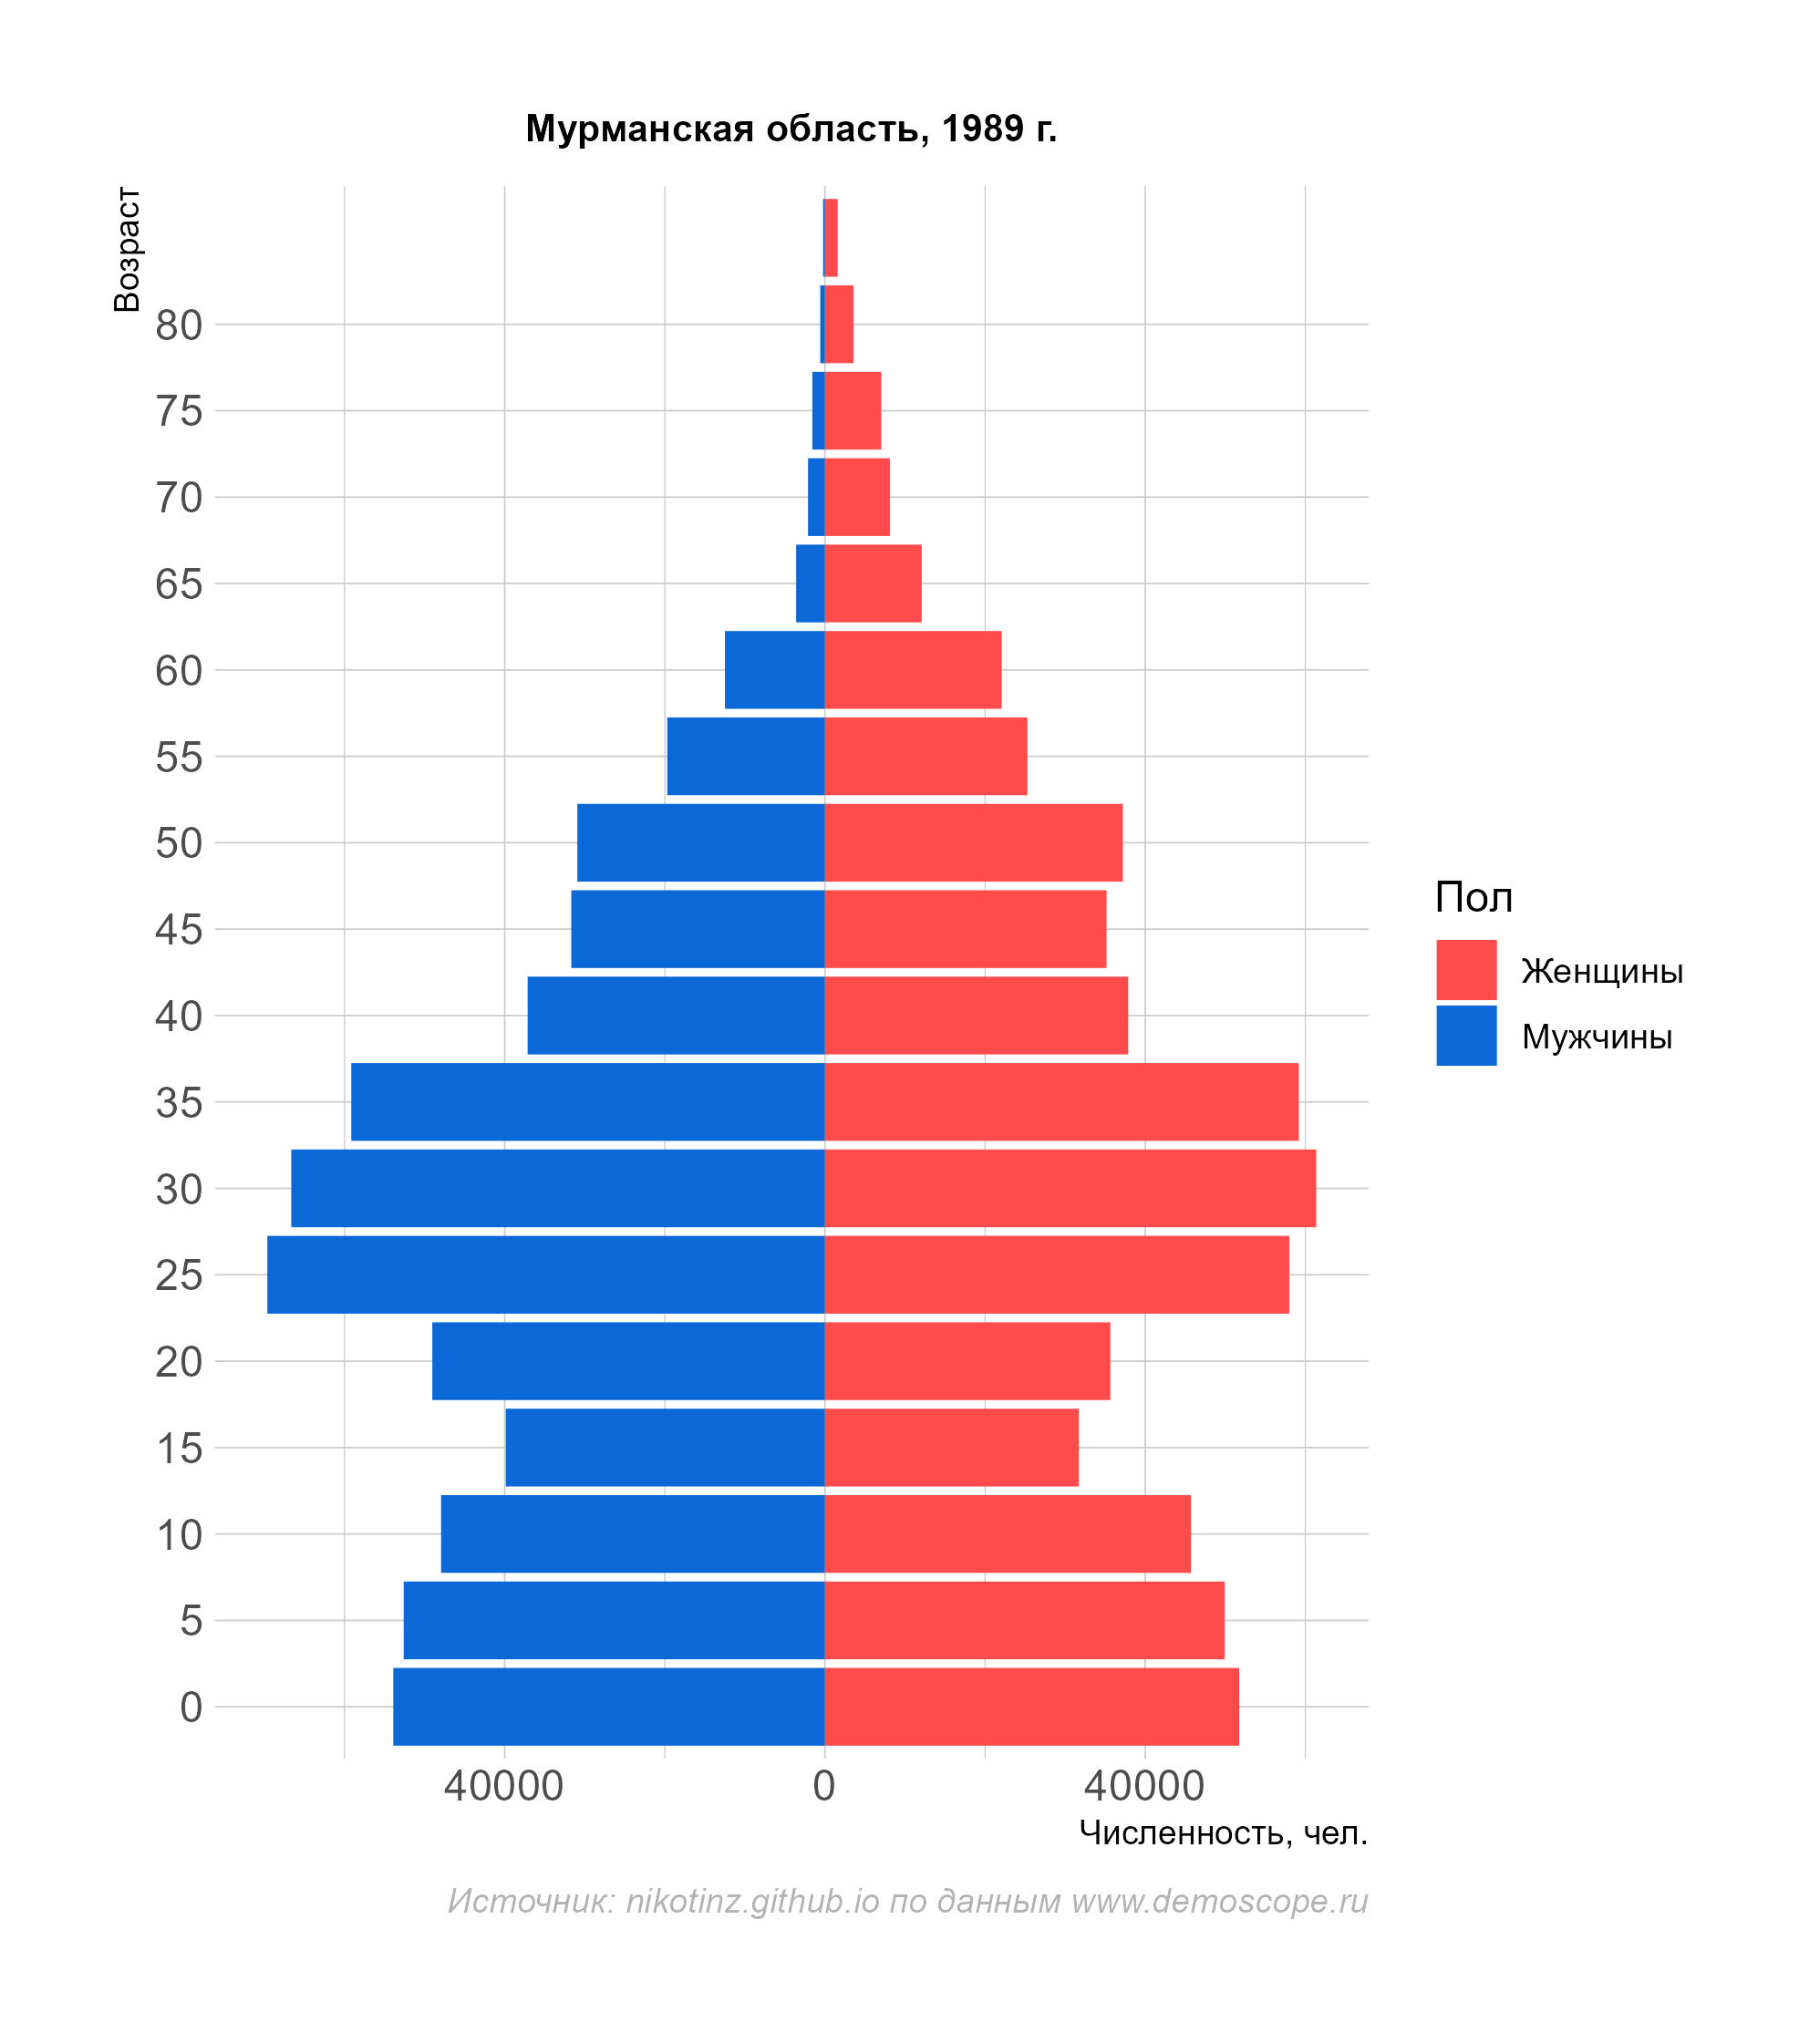 Мурманская область, 1989 г.
Возраст
80
75
70
65
60
55
50
45
40
35
30
25
20
15
10
5
0
40000 0 40000
Численность, чел.
Пол
Женщины
Мужчины
Источник: nikotinz.github.io по данным www.demoscope.ru